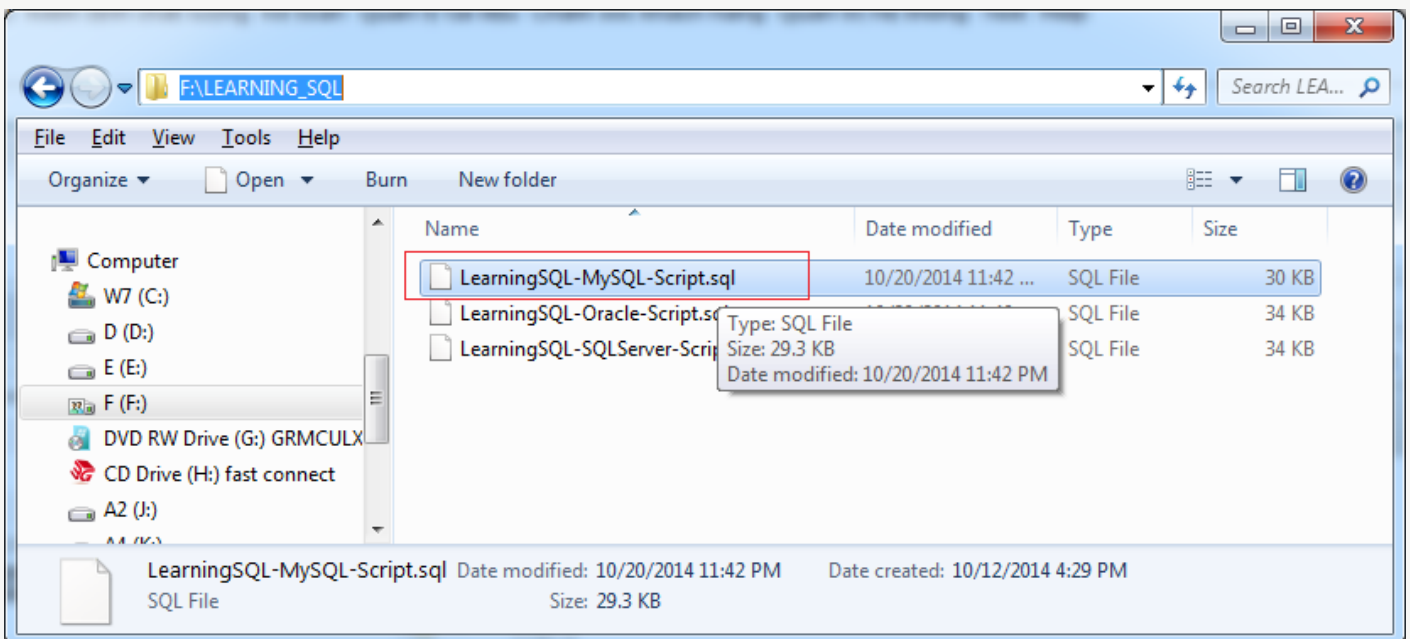 F:\LEARNING_SQL
Search LEA...
File Edit View Tools Help
Organize Open Burn New folder
Name Date modified Type Size
Computer
W7 (C:)
D (D:)
E (E:)
F (F:)
DVD RW Drive (G:) GRMCULX
CD Drive (H:) fast connect
A2 (J:)
LearningSQL-MySQL-Script.sql 10/20/2014 11:42 ... SQL File 30 KB
LearningSQL-Oracle-Script.sq SQL File 34 KB
LearningSQL-SQLServer-Scrip SQL File 34 KB
Type: SQL File
Size: 29.3 KB
Date modified: 10/20/2014 11:42 PM
LearningSQL-MySQL-Script.sql Date modified: 10/20/2014 11:42 PM Date created: 10/12/2014 4:29 PM
SQL File Size: 29.3 KB